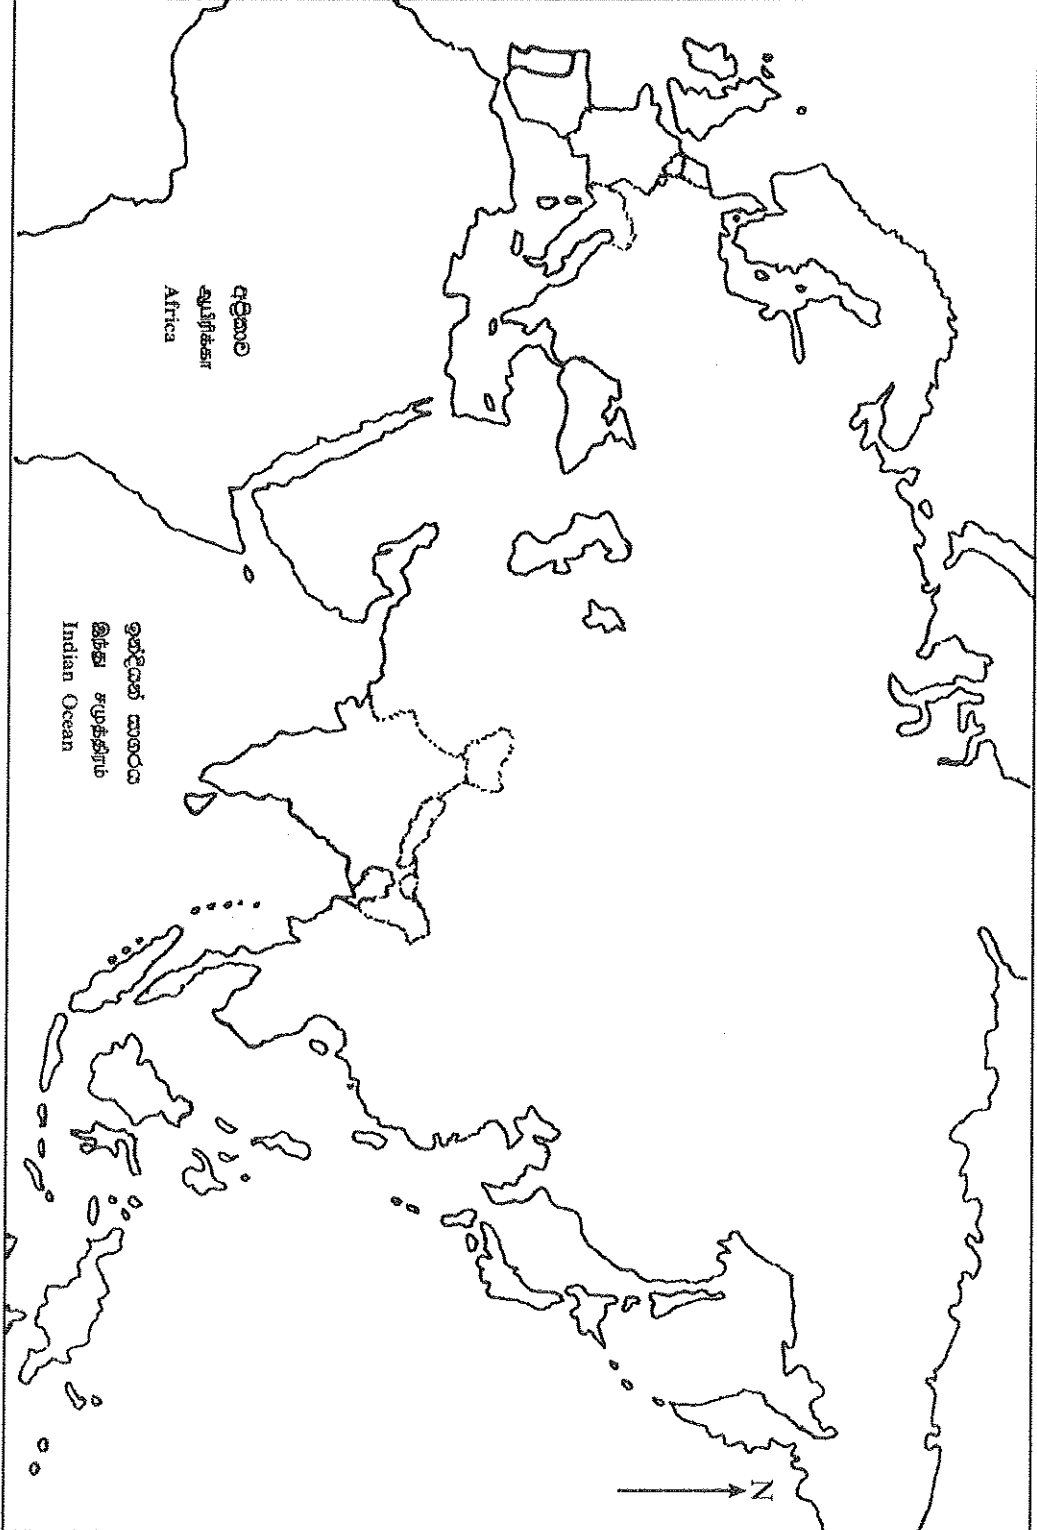 අප්‍රිකාව
ஆபிரிக்கா
Africa
ඉන්දියන් සාගරය
இந்து சமுத்திரம்
Indian Ocean
N